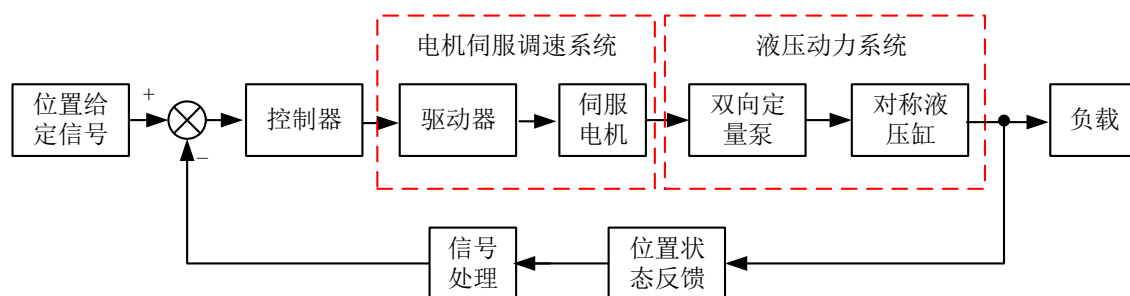 电机伺服调速系统
液压动力系统
位置给
定信号
+
−
控制器
驱动器
伺服
电机
双向定
量泵
对称液
压缸
负载
信号
处理
位置状
态反馈